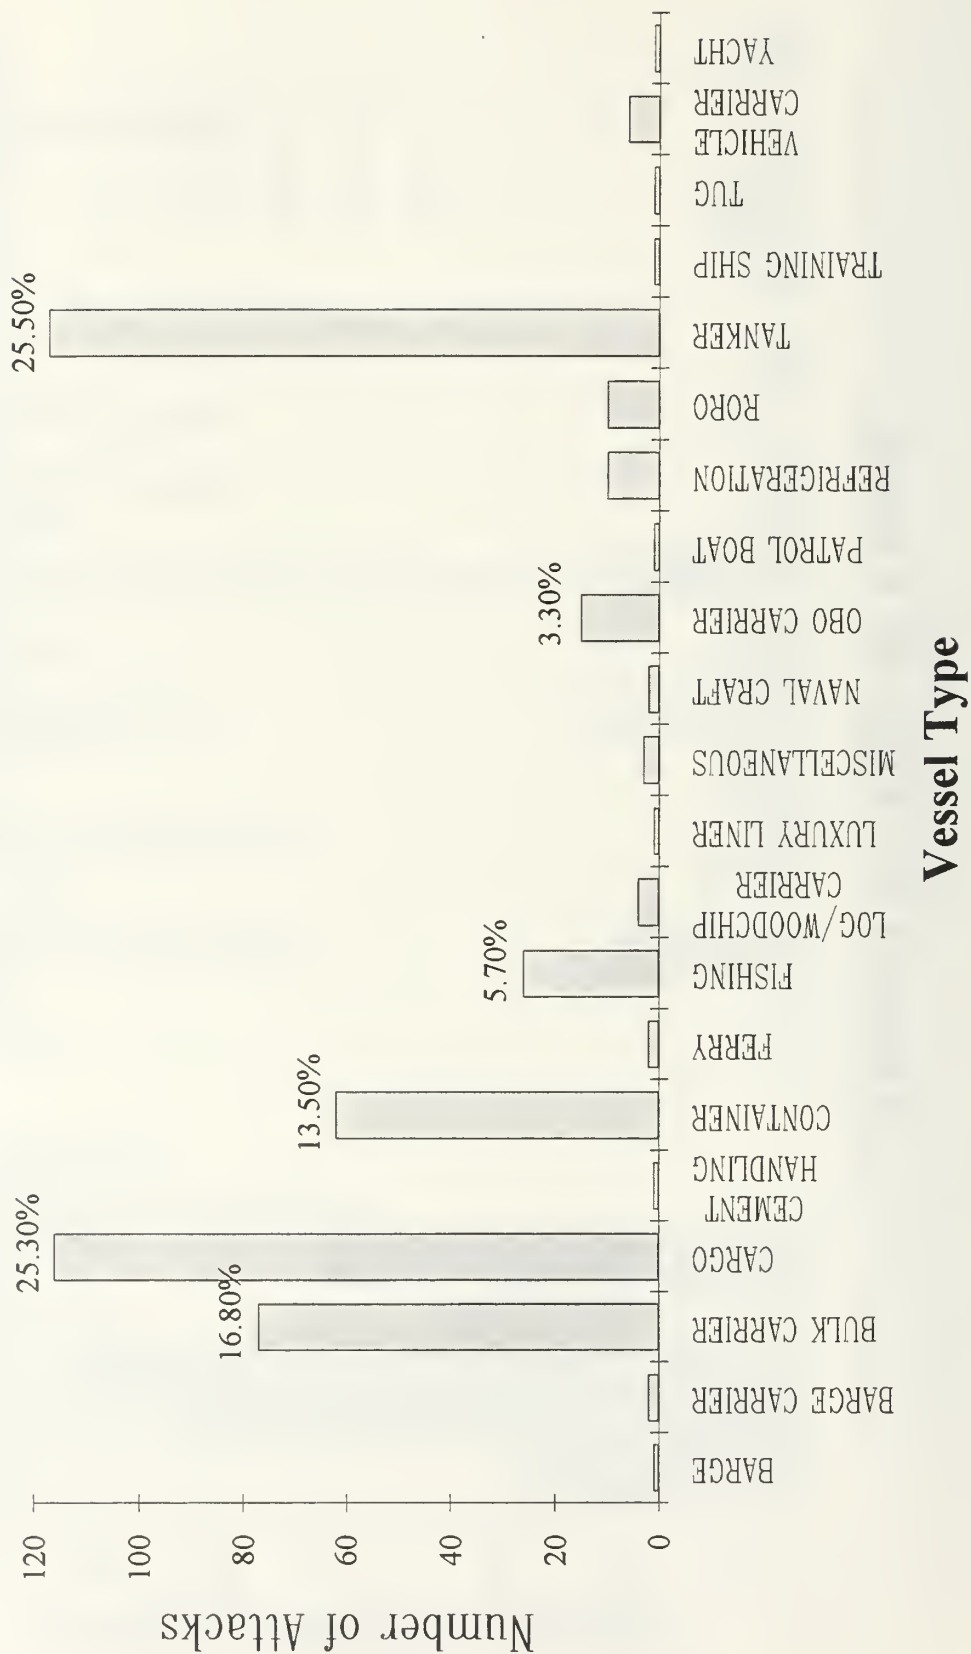 Number of Attacks
120
100
80
60
40
20
0
16.80%
25.30%
13.50%
5.70%
3.30%
25.50%
BARGE
BARGE CARRIER
BULK CARRIER
CARGO
CEMENT
HANDLING
CONTAINER
FERRY
FISHING
LOG/WOODCHIP
CARRIER
LUXURY LINER
MISCELLANEOUS
NAVAL CRAFT
OBO CARRIER
PATROL BOAT
REFRIGERATION
RORO
TANKER
TRAINING SHIP
TUG
VEHICLE
CARRIER
YACHT
Vessel Type